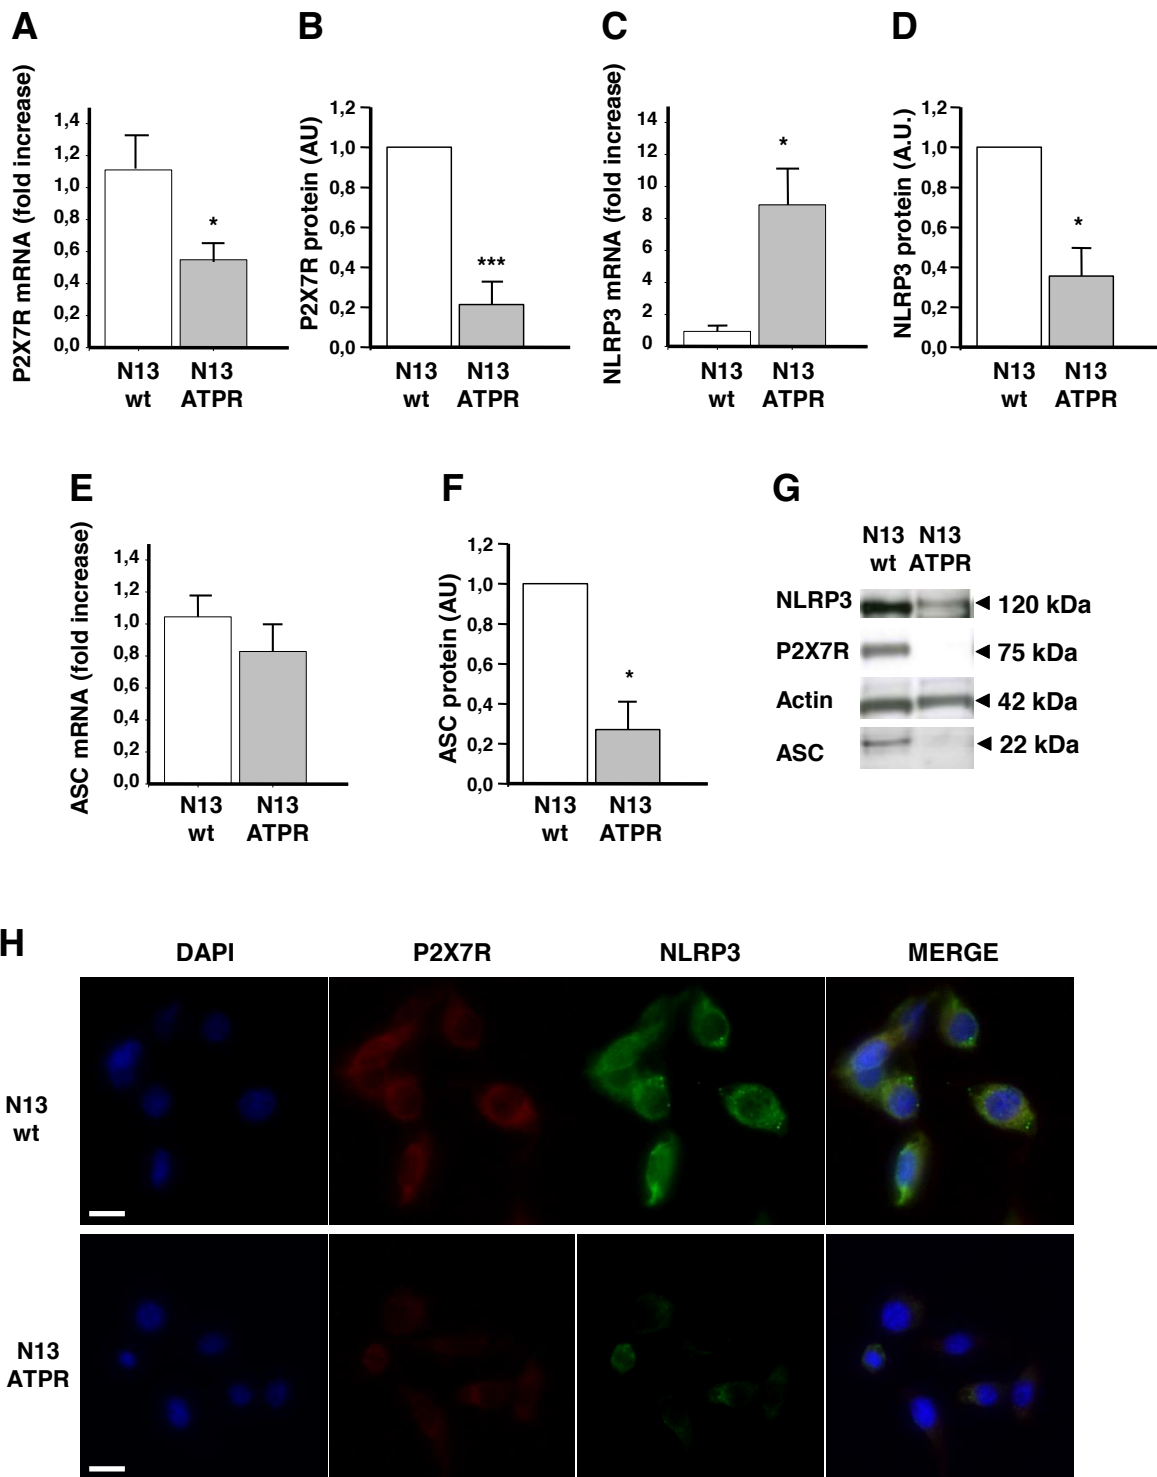 A
B
C
D
P2X7R mRNA (fold increase)
1,4
1,2
1,0
0,8
0,6
0,4
0,2
0,0
*
N13 N13
wt ATPR
P2X7R protein (AU)
1,2
1,0
0,8
0,6
0,4
0,2
0,0
***
N13 N13
wt ATPR
NLRP3 mRNA (fold increase)
14
12
10
8
6
4
2
0
*
N13 N13
wt ATPR
NLRP3 protein (A.U.)
1,2
1,0
0,8
0,6
0,4
0,2
0,0
*
N13 N13
wt ATPR
E
F
G
ASC mRNA (fold increase)
1,4
1,2
1,0
0,8
0,6
0,4
0,2
0,0
N13 N13
wt ATPR
ASC protein (AU)
1,2
1,0
0,8
0,6
0,4
0,2
0,0
*
N13 N13
wt ATPR
N13 N13
wt ATPR
NLRP3 120 kDa
P2X7R 75 kDa
Actin 42 kDa
ASC 22 kDa
H
DAPI P2X7R NLRP3 MERGE
N13
wt
N13
ATPR